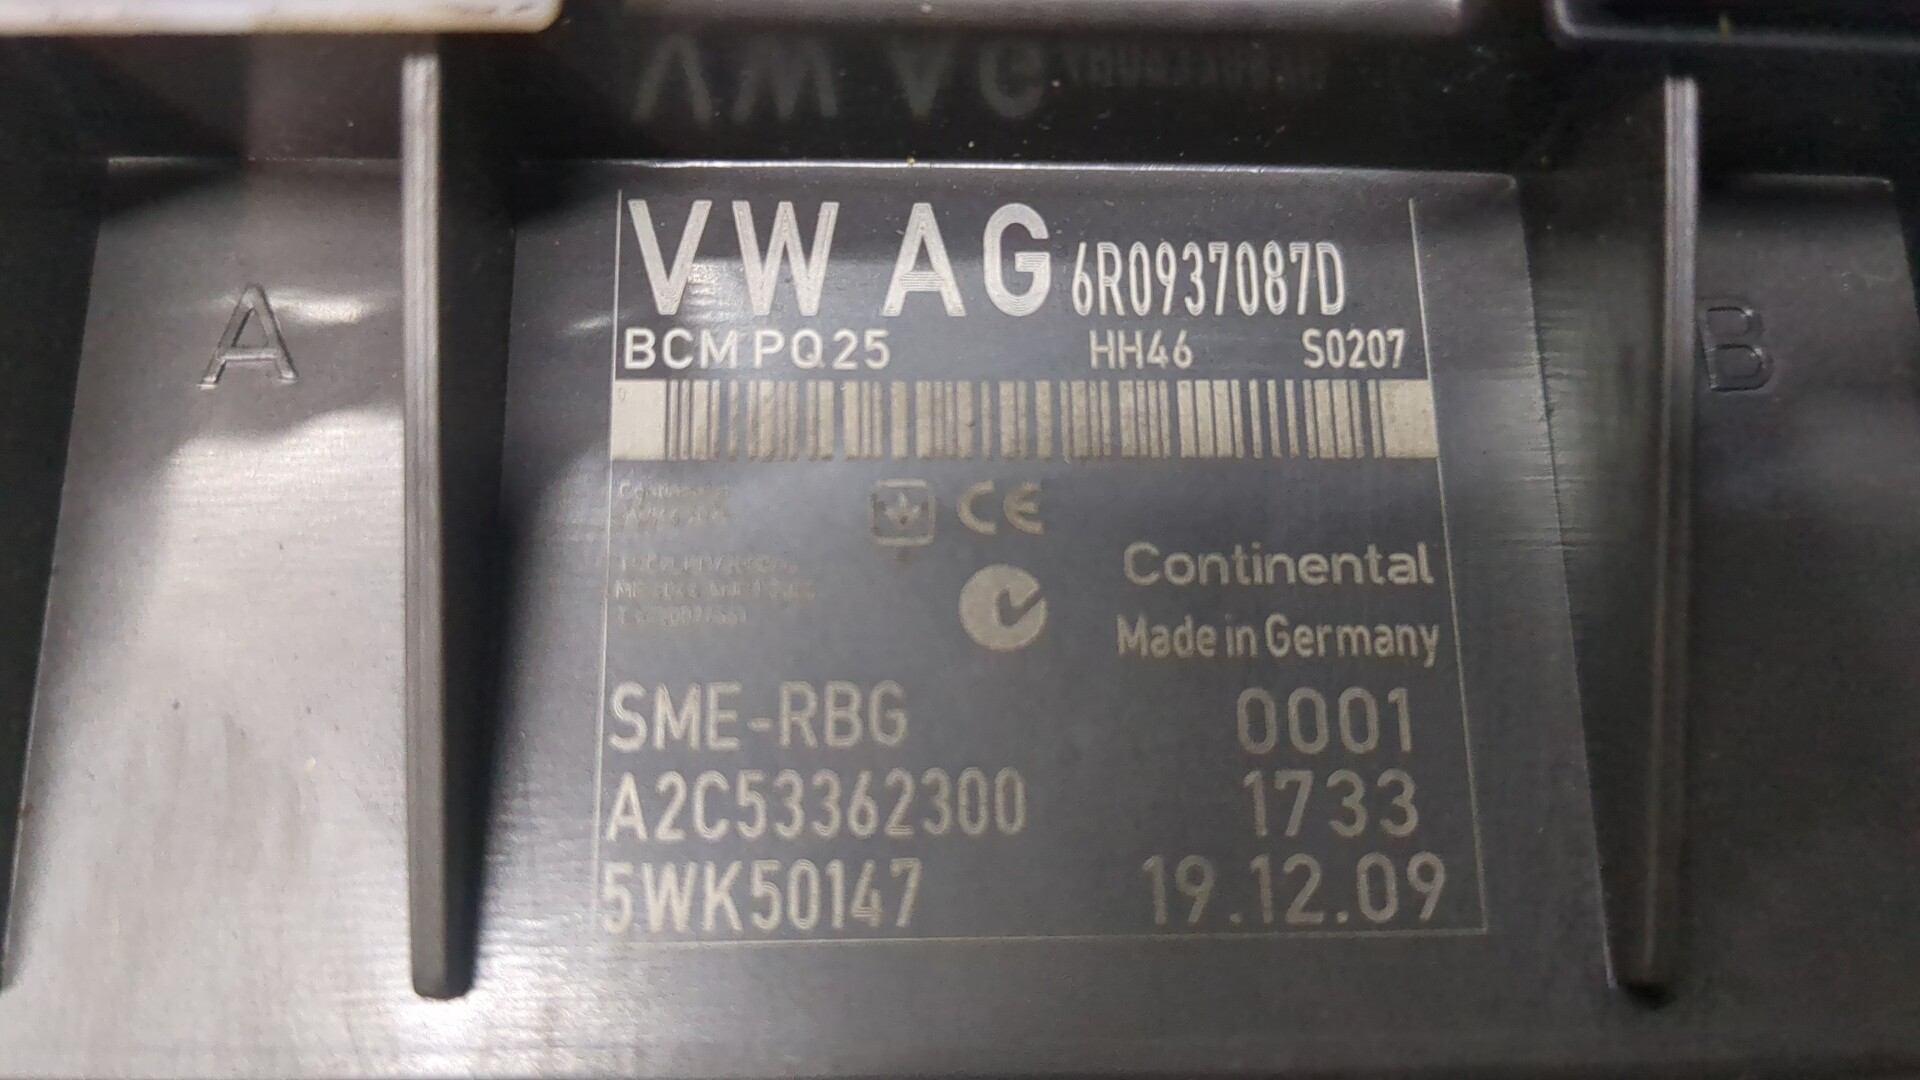 VW AG 6R0937087D
BCM PQ25 HH46 S0207
A
B
CE
Continental
Made in Germany
SME-RBG 0001
A2C53362300 1733
5WK50147 19.12.09